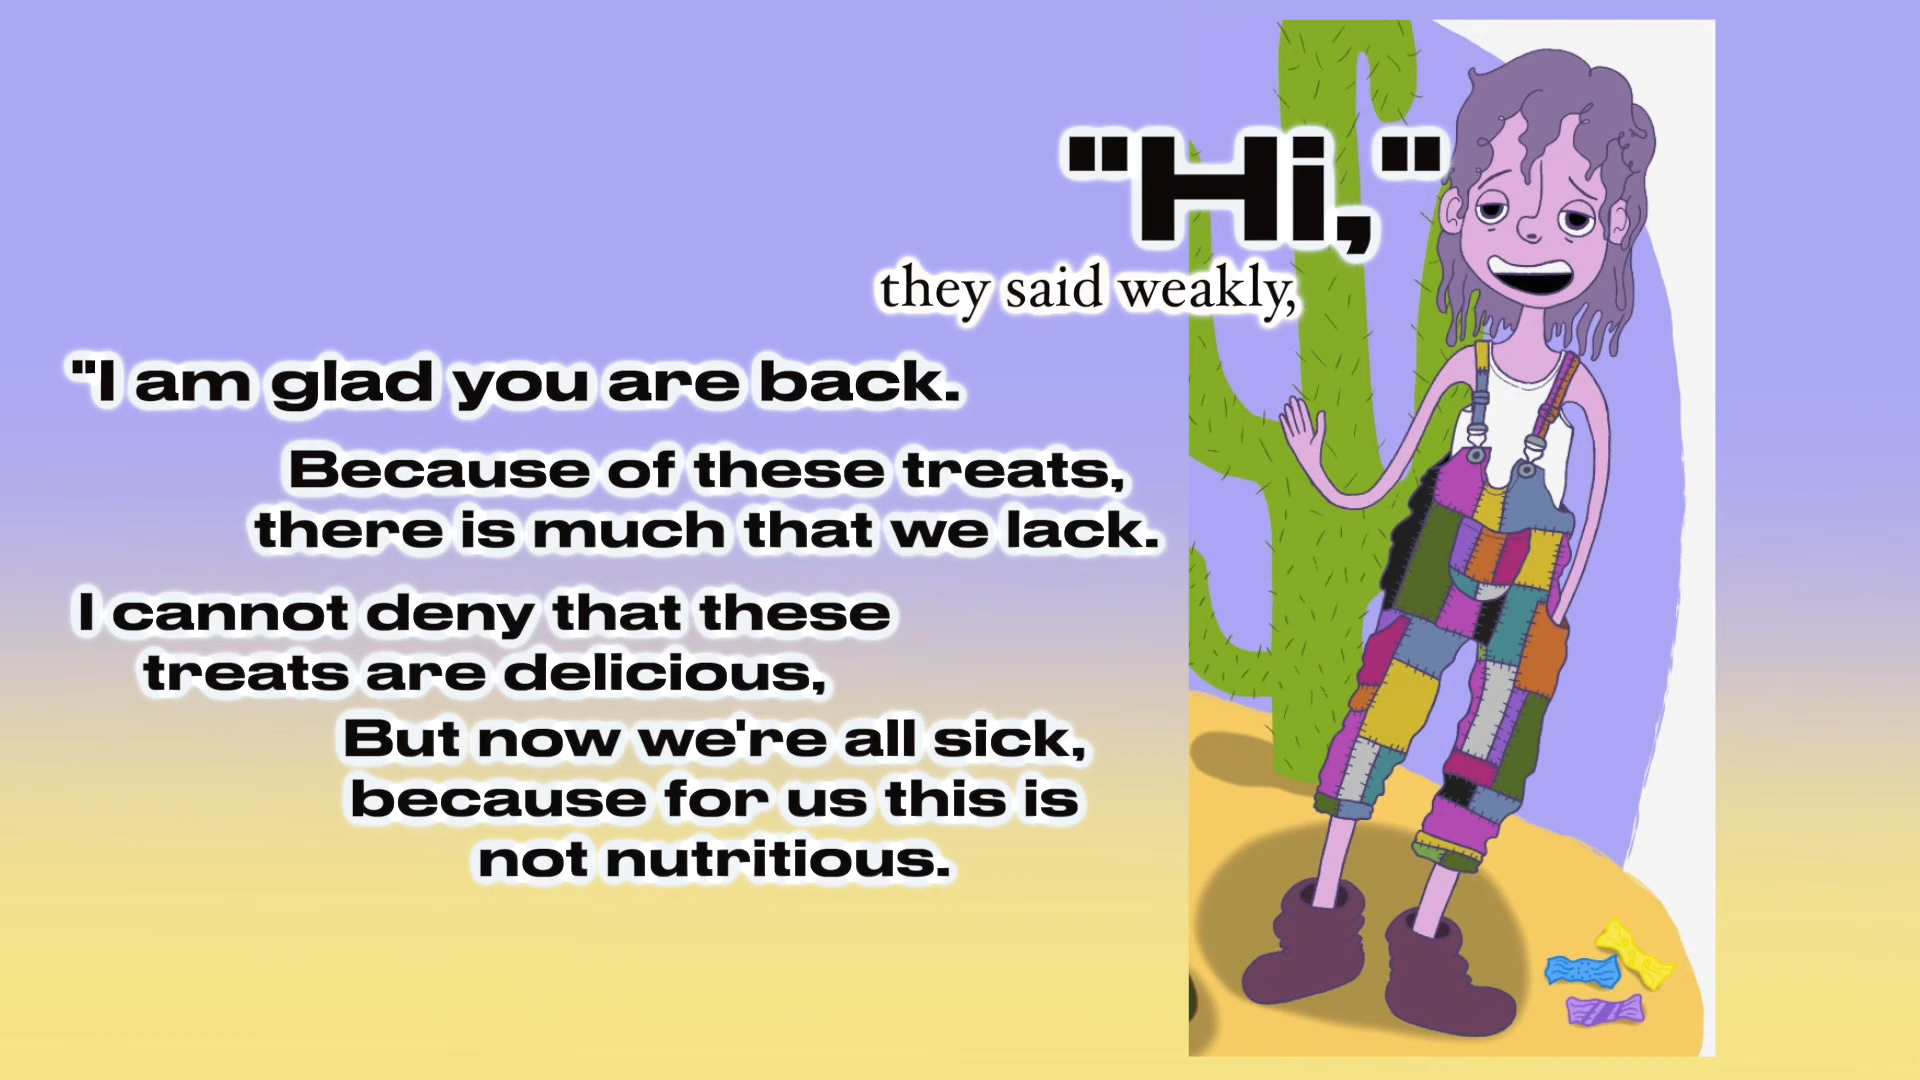 "Hi,"
they said weakly,
"I am glad you are back.
Because of these treats,
there is much that we lack.
I cannot deny that these
treats are delicious,
But now we're all sick,
because for us this is
not nutritious.